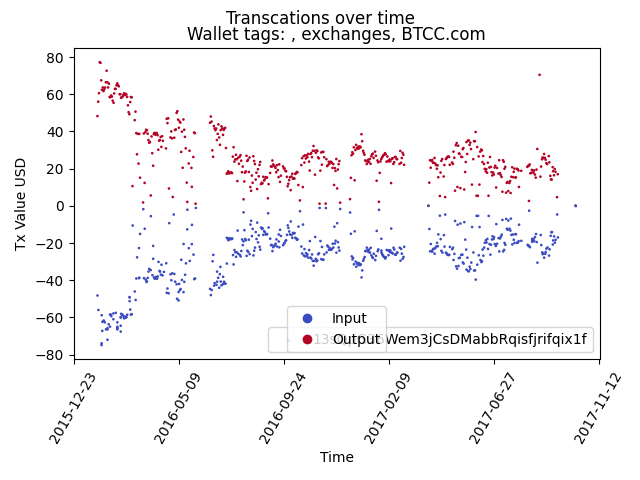 Transcations over time
Wallet tags: , exchanges, BTCC.com
Tx Value USD
80
60
40
20
0
−20
−40
−60
−80
Input
Output
Wem3jCsDMabbRqisfjrifqix1f
2015-12-23
2016-05-09
2016-09-24
2017-02-09
2017-06-27
2017-11-12
Time